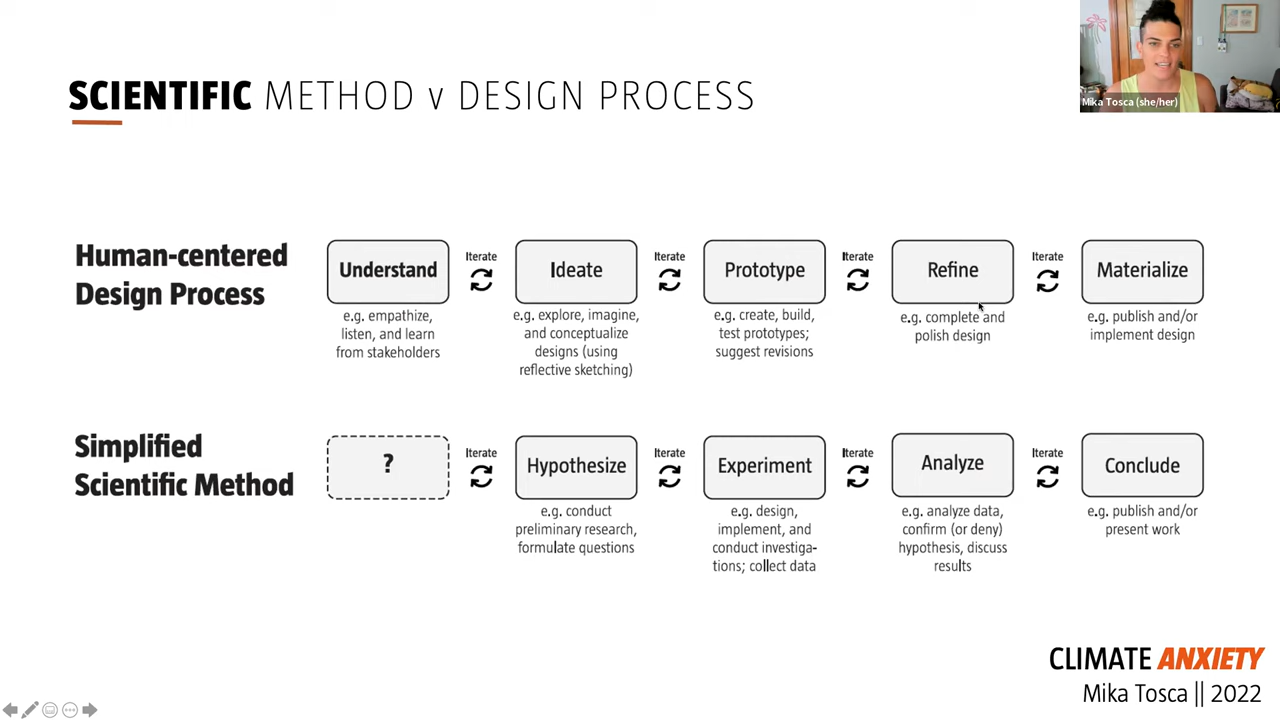 Mika Tosca (she/her)
SCIENTIFIC METHOD v DESIGN PROCESS
Human-centered
Design Process
Understand
e.g. empathize,
listen, and learn
from stakeholders
Iterate
Ideate
e.g. explore, imagine,
and conceptualize
designs (using
reflective sketching)
Iterate
Prototype
e.g. create, build,
test prototypes;
suggest revisions
Iterate
Refine
e.g. complete and
polish design
Iterate
Materialize
e.g. publish and/or
implement design
Simplified
Scientific Method
?
Iterate
Hypothesize
e.g. conduct
preliminary research,
formulate questions
Iterate
Experiment
e.g. design,
implement, and
conduct investiga-
tions; collect data
Iterate
Analyze
e.g. analyze data,
confirm (or deny)
hypothesis, discuss
results
Iterate
Conclude
e.g. publish and/or
present work
CLIMATE ANXIETY
Mika Tosca || 2022